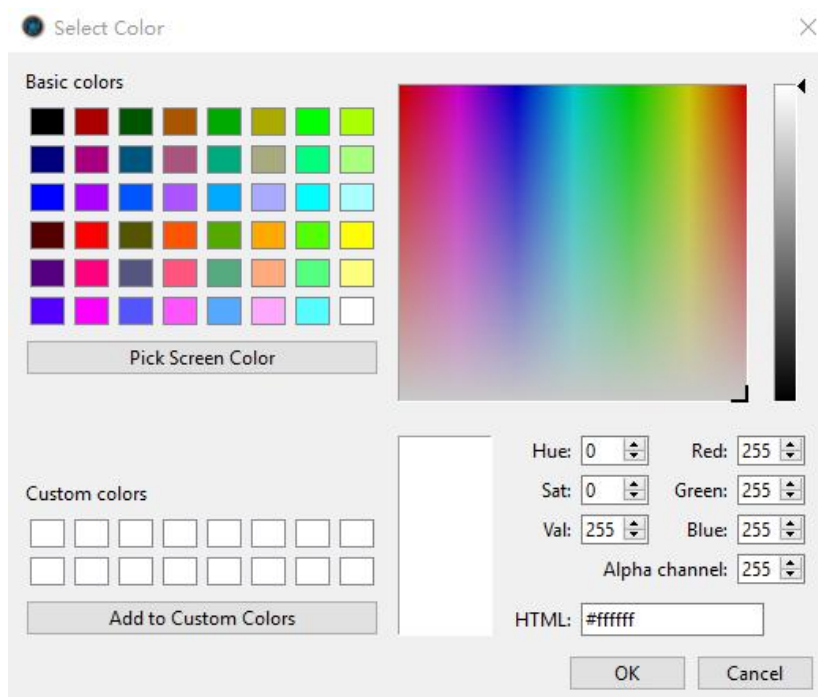 Select Color
Basic colors
Pick Screen Color
Custom colors
Add to Custom Colors
Hue: 0 Red: 255
Sat: 0 Green: 255
Val: 255 Blue: 255
Alpha channel: 255
HTML: #ffffff
OK Cancel